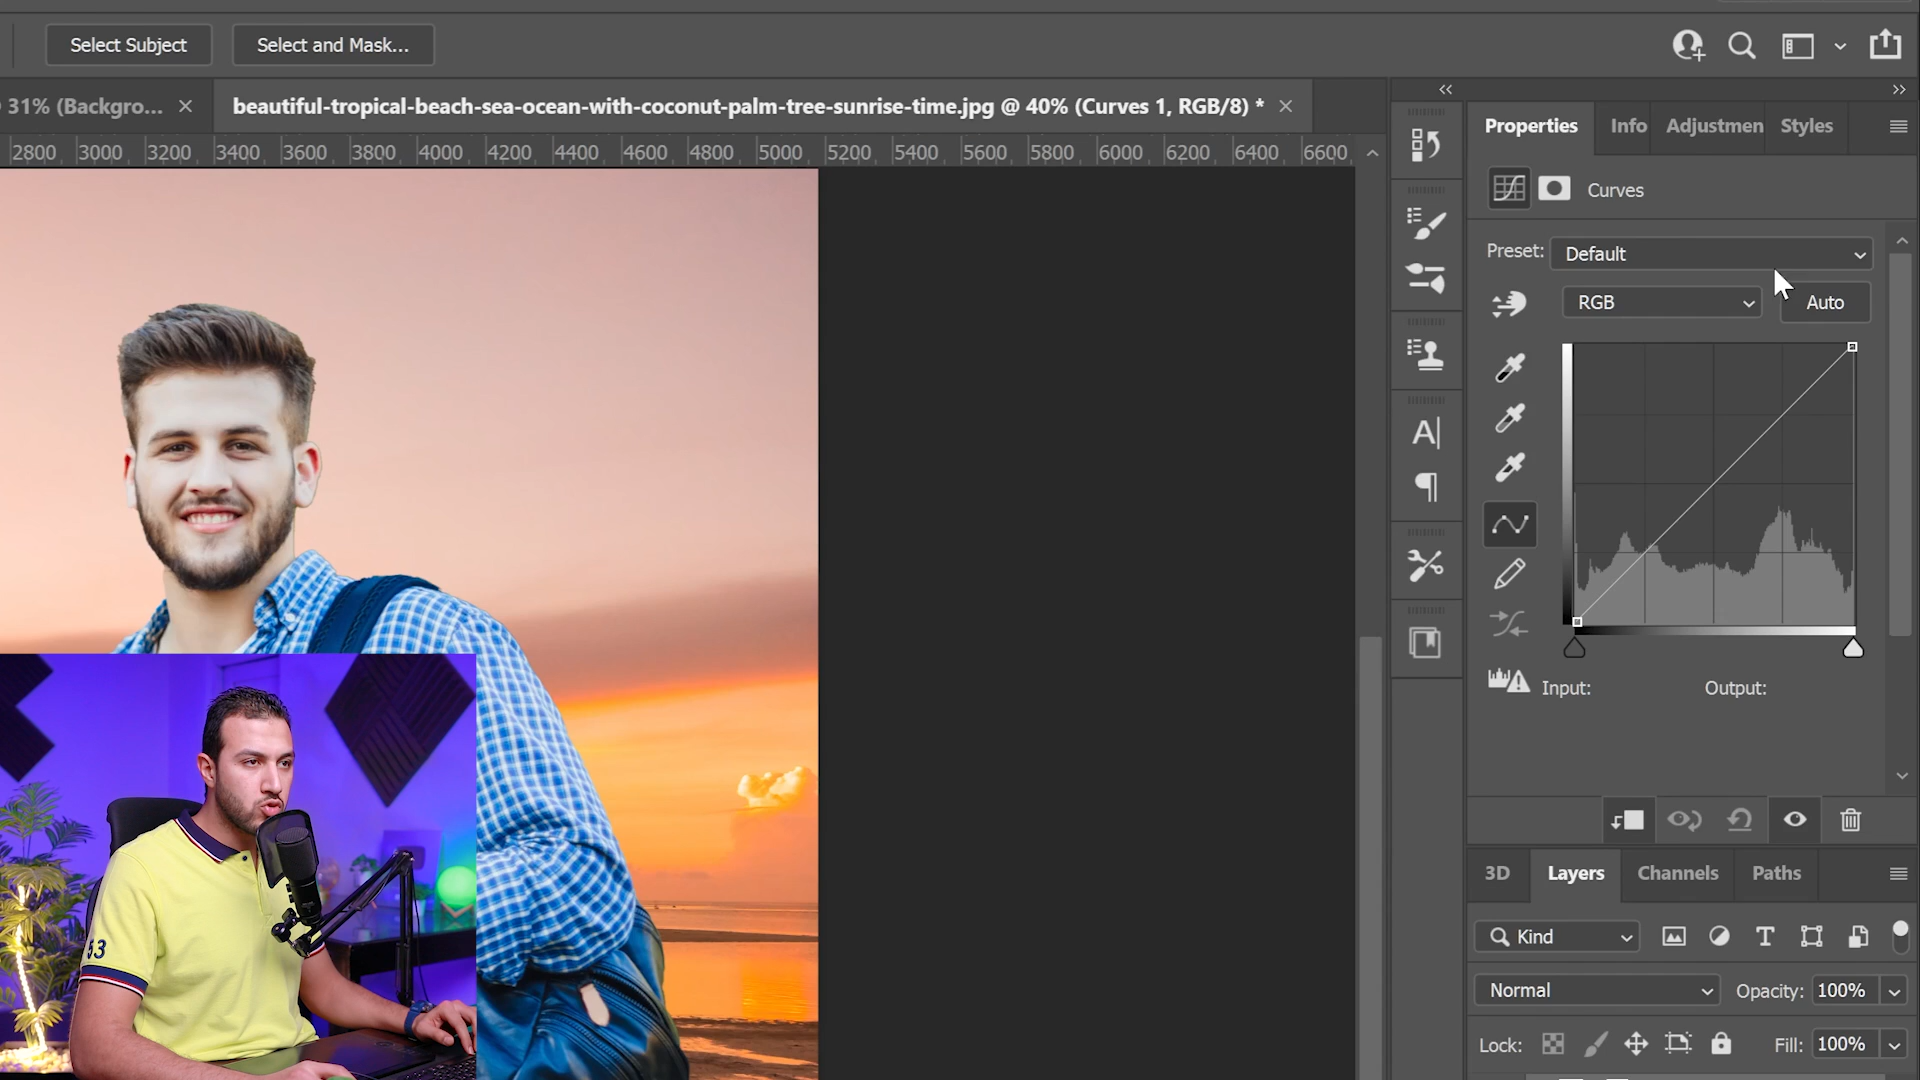 Select Subject
Select and Mask...
31% (Backgro...
beautiful-tropical-beach-sea-ocean-with-coconut-palm-tree-sunrise-time.jpg @ 40% (Curves 1, RGB/8) *
2800 3000 3200 3400 3600 3800 4000 4200 4400 4600 4800 5000 5200 5400 5600 5800 6000 6200 6400 6600
Properties Info Adjustmen Styles
Curves
Preset: Default
RGB Auto
Input: Output:
3D Layers Channels Paths
Kind
Normal Opacity: 100%
Lock: Fill: 100%
53